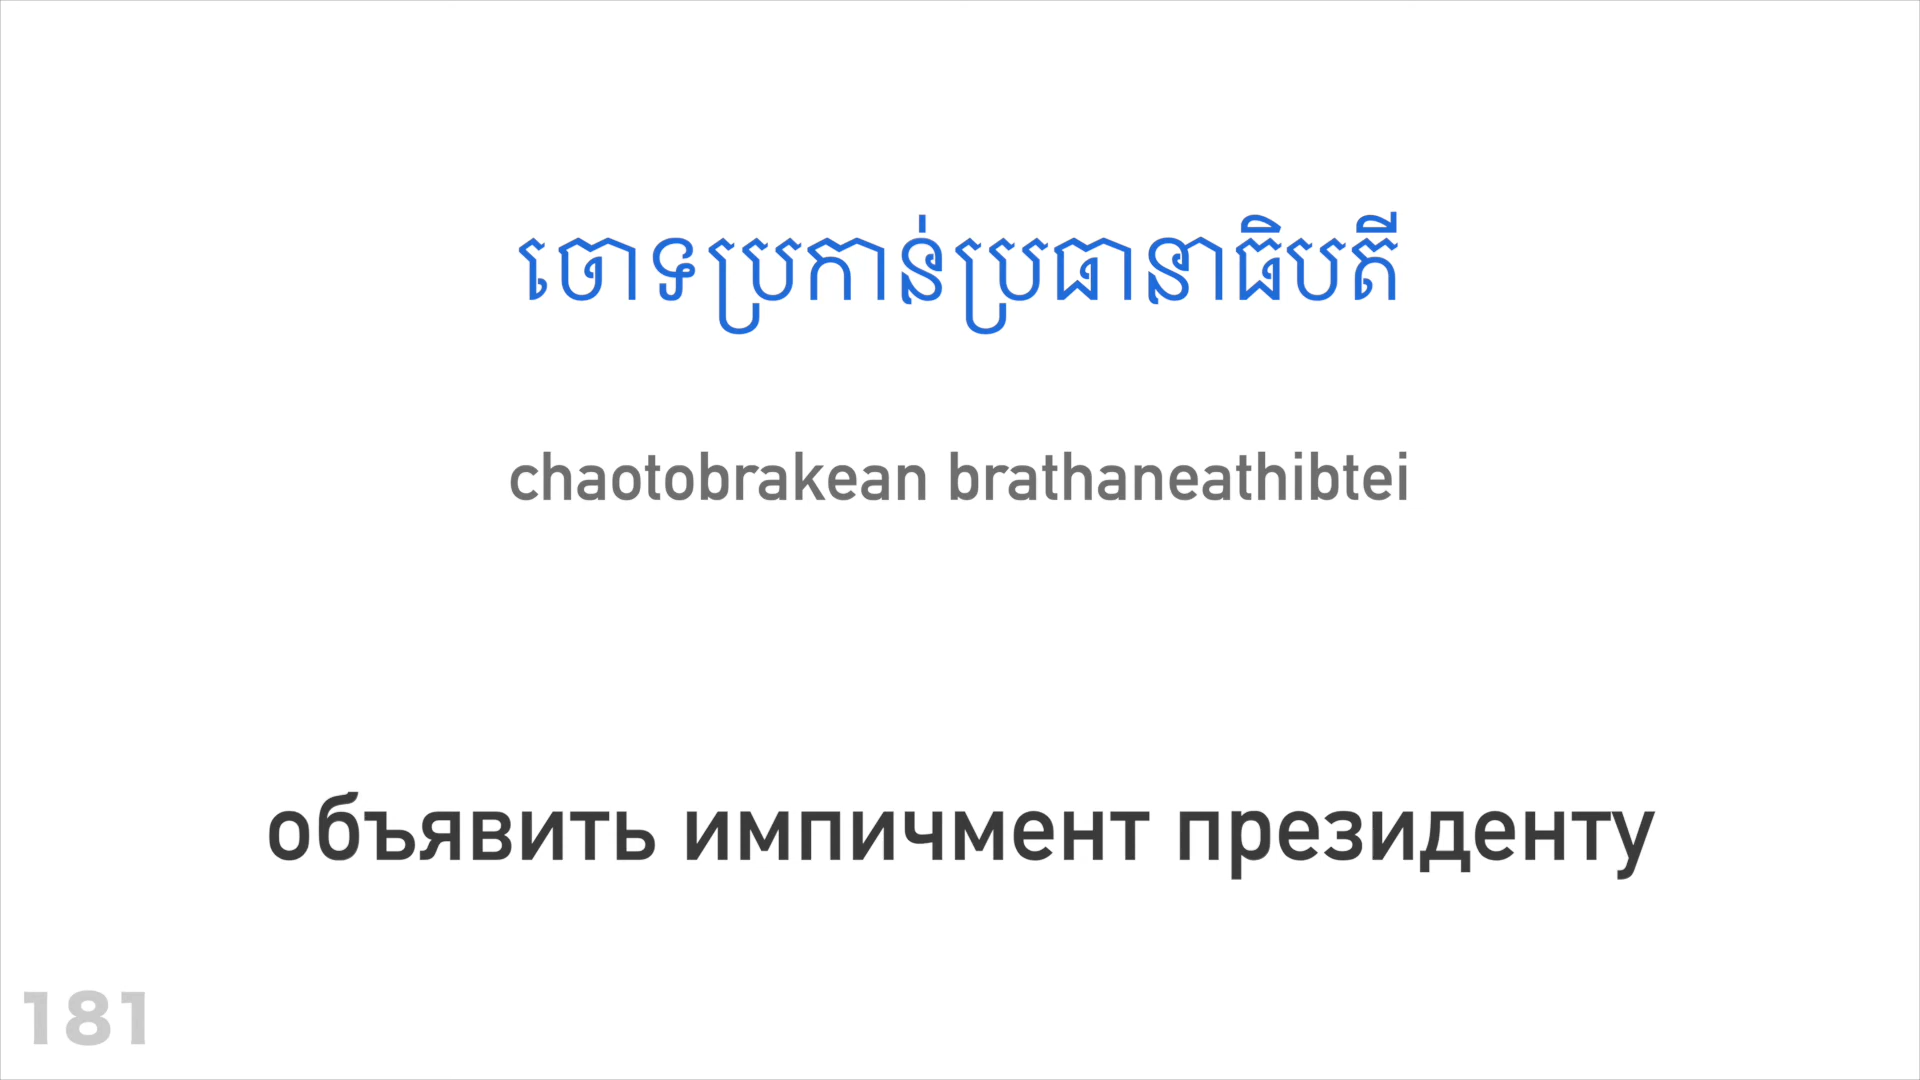 ចោទប្រកាន់ប្រធានាធិបតី
chaotobrakean brathaneathibtei
объявить импичмент президенту
181